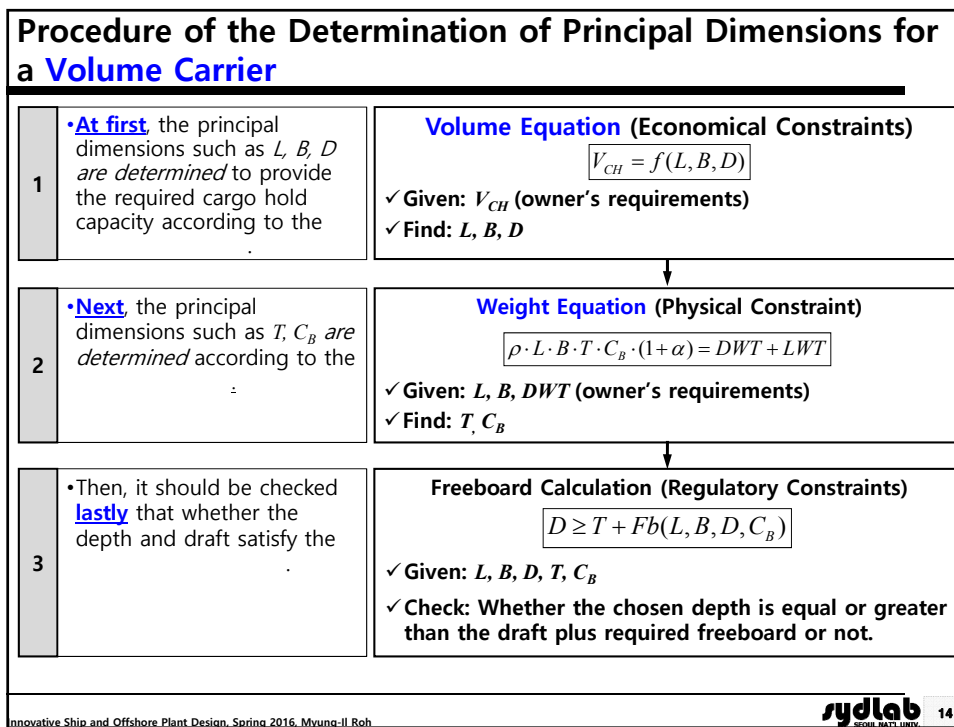 Procedure of the Determination of Principal Dimensions for
a Volume Carrier
1
•At first, the principal
dimensions such as L, B, D
are determined to provide
the required cargo hold
capacity according to the
.
Volume Equation (Economical Constraints)
V_CH = f(L, B, D)
✓Given: V_CH (owner's requirements)
✓Find: L, B, D
2
•Next, the principal
dimensions such as T, C_B are
determined according to the
.
Weight Equation (Physical Constraint)
ρ·L·B·T·C_B·(1+α) = DWT + LWT
✓Given: L, B, DWT (owner's requirements)
✓Find: T, C_B
3
•Then, it should be checked
lastly that whether the
depth and draft satisfy the
.
Freeboard Calculation (Regulatory Constraints)
D ≥ T + Fb(L, B, D, C_B)
✓Given: L, B, D, T, C_B
✓Check: Whether the chosen depth is equal or greater
than the draft plus required freeboard or not.
Innovative Ship and Offshore Plant Design, Spring 2016, Myung-Il Roh
sydlab
SEOUL NAT'L UNIV.
14